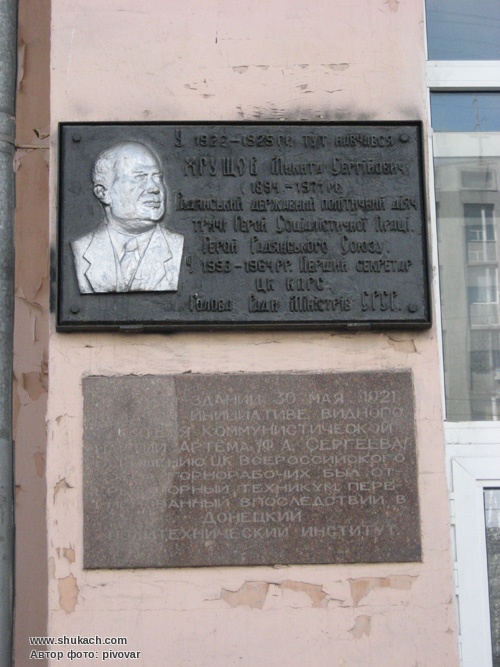 У 1922-1925 рр. тут навчався
ХРУЩОВ Микита Сергійович
(1894-1971 рр.)
Радянський державний політичний діяч
тричі Герой Соціалістичної Праці.
Герой Радянського Союзу.
У 1953-1964 рр. Перший секретар
ЦК КПРС.
Голова Ради Міністрів СРСР.
ЗДАНИИ 30 МАЯ 1921
ИНИЦИАТИВЕ ВИДНОГО
КОММУНИСТИЧЕСКОЙ
АРТЕМА /Ф.А. СЕРГЕЕВА/
ЦК ВСЕРОССИЙСКОГО
ГОРНОРАБОЧИХ БЫЛ ОТ
ГОРНЫЙ ТЕХНИКУМ, ПЕРЕ
ВПОСЛЕДСТВИИ В
ДОНЕЦКИЙ
ПОЛИТЕХНИЧЕСКИЙ ИНСТИТУТ.
www.shukach.com
Автор фото: pivovar